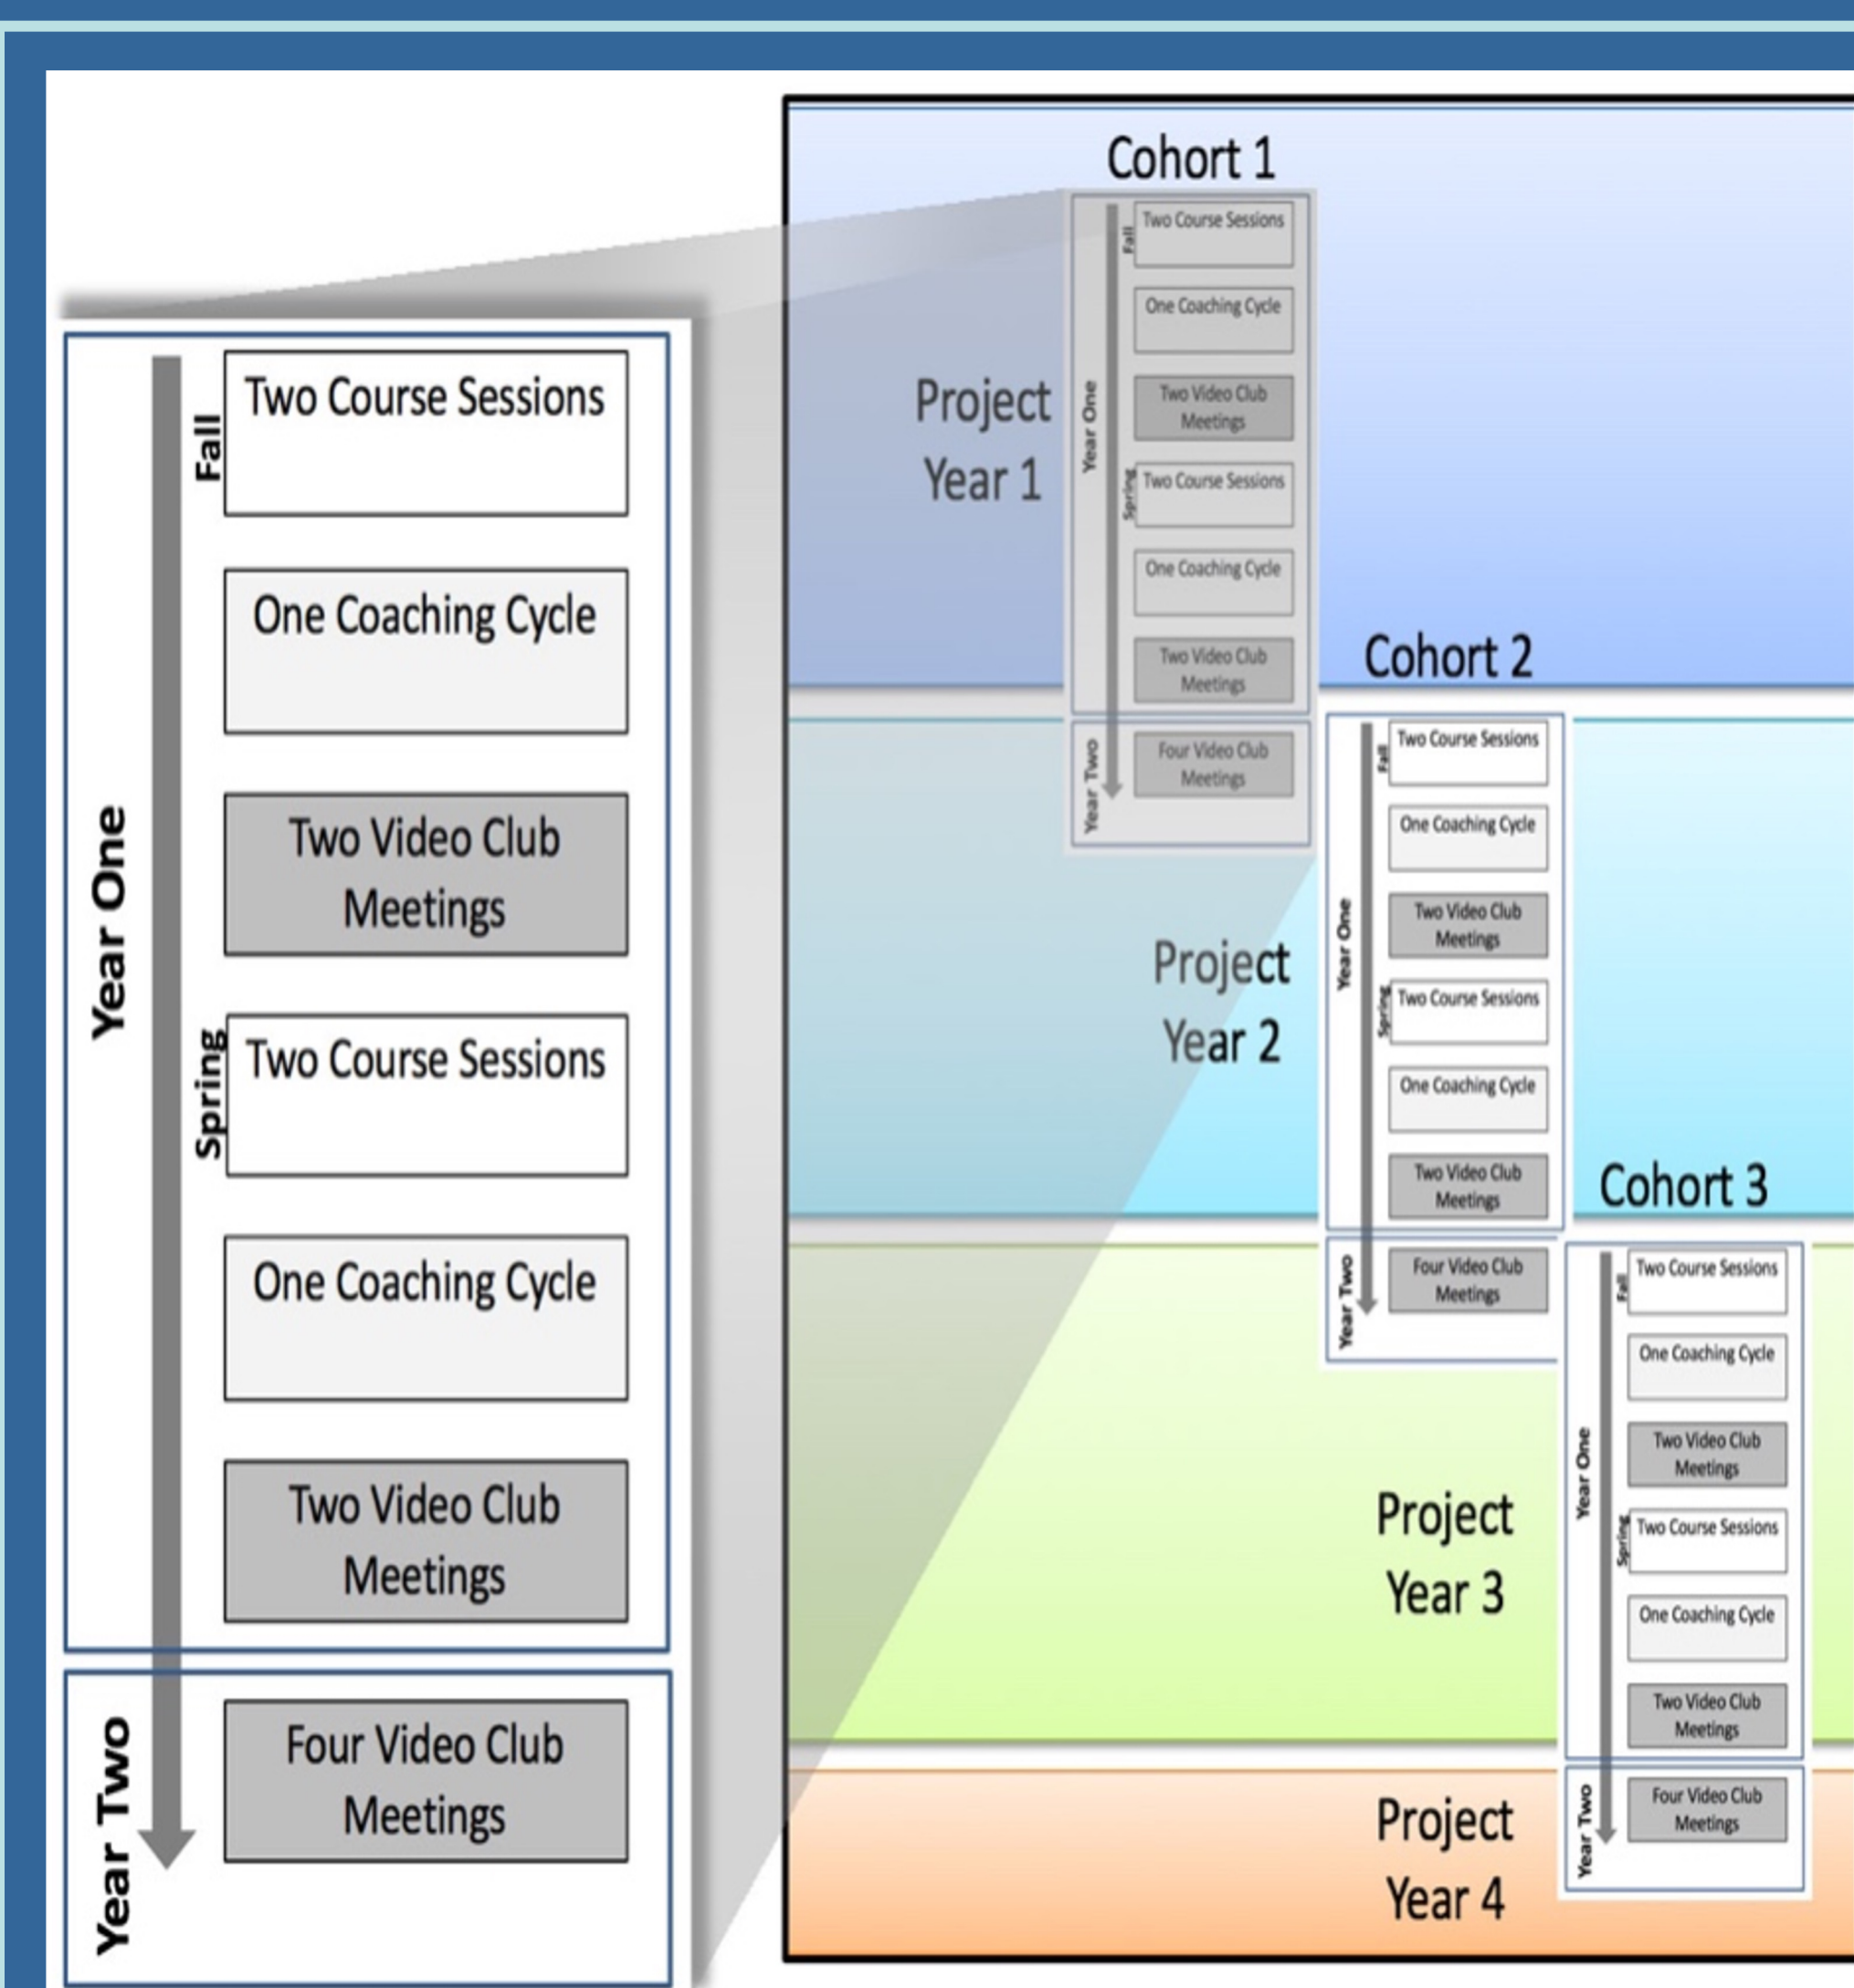 Year One
Fall
Two Course Sessions
One Coaching Cycle
Two Video Club
Meetings
Spring
Two Course Sessions
One Coaching Cycle
Two Video Club
Meetings
Year Two
Four Video Club
Meetings
Cohort 1
Project
Year 1
Year One
Fall
Two Course Sessions
One Coaching Cycle
Two Video Club
Meetings
Spring
Two Course Sessions
One Coaching Cycle
Two Video Club
Meetings
Year Two
Four Video Club
Meetings
Cohort 2
Project
Year 2
Year One
Fall
Two Course Sessions
One Coaching Cycle
Two Video Club
Meetings
Spring
Two Course Sessions
One Coaching Cycle
Two Video Club
Meetings
Year Two
Four Video Club
Meetings
Cohort 3
Project
Year 3
Year One
Fall
Two Course Sessions
One Coaching Cycle
Two Video Club
Meetings
Spring
Two Course Sessions
One Coaching Cycle
Two Video Club
Meetings
Project
Year 4
Year Two
Four Video Club
Meetings